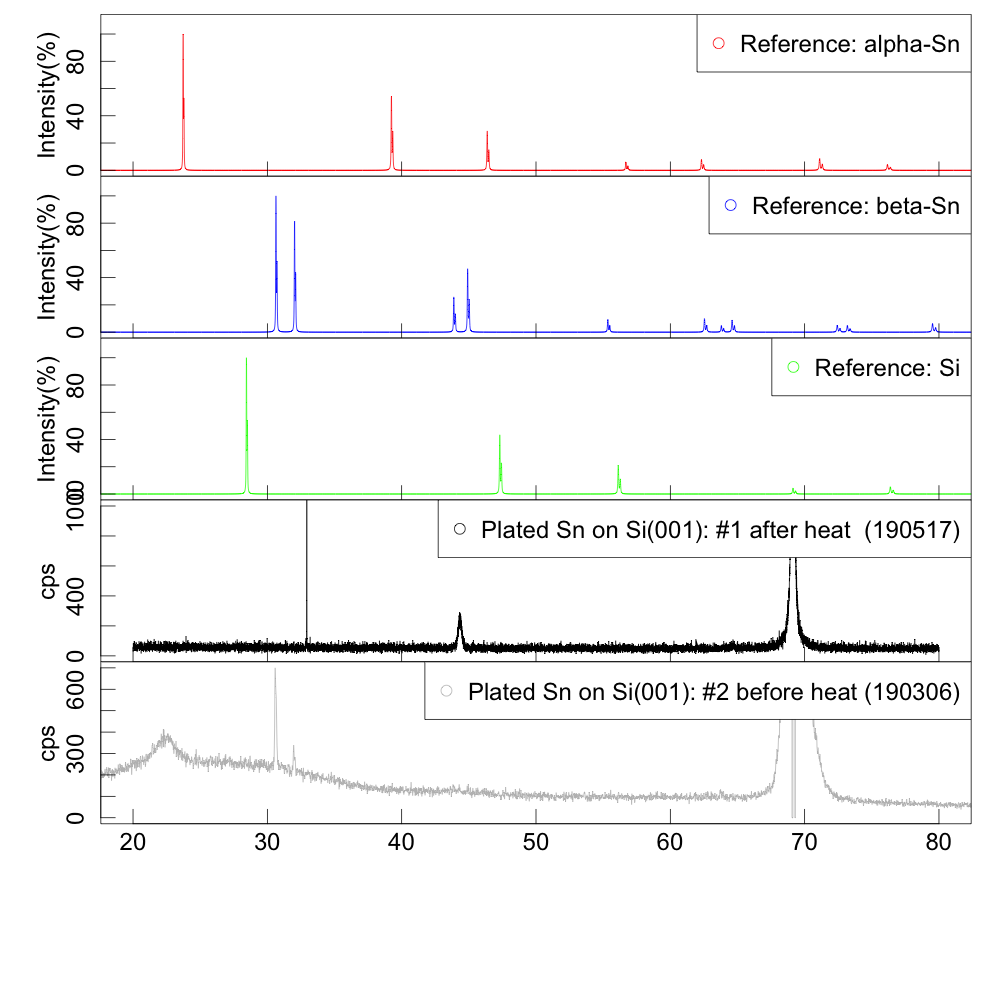 Intensity(%)
0 40 80
Reference: alpha-Sn
Intensity(%)
0 40 80
Reference: beta-Sn
Intensity(%)
0 40 80
Reference: Si
cps
0 400 1000
Plated Sn on Si(001): #1 after heat (190517)
cps
0 300 600
Plated Sn on Si(001): #2 before heat (190306)
20 30 40 50 60 70 80